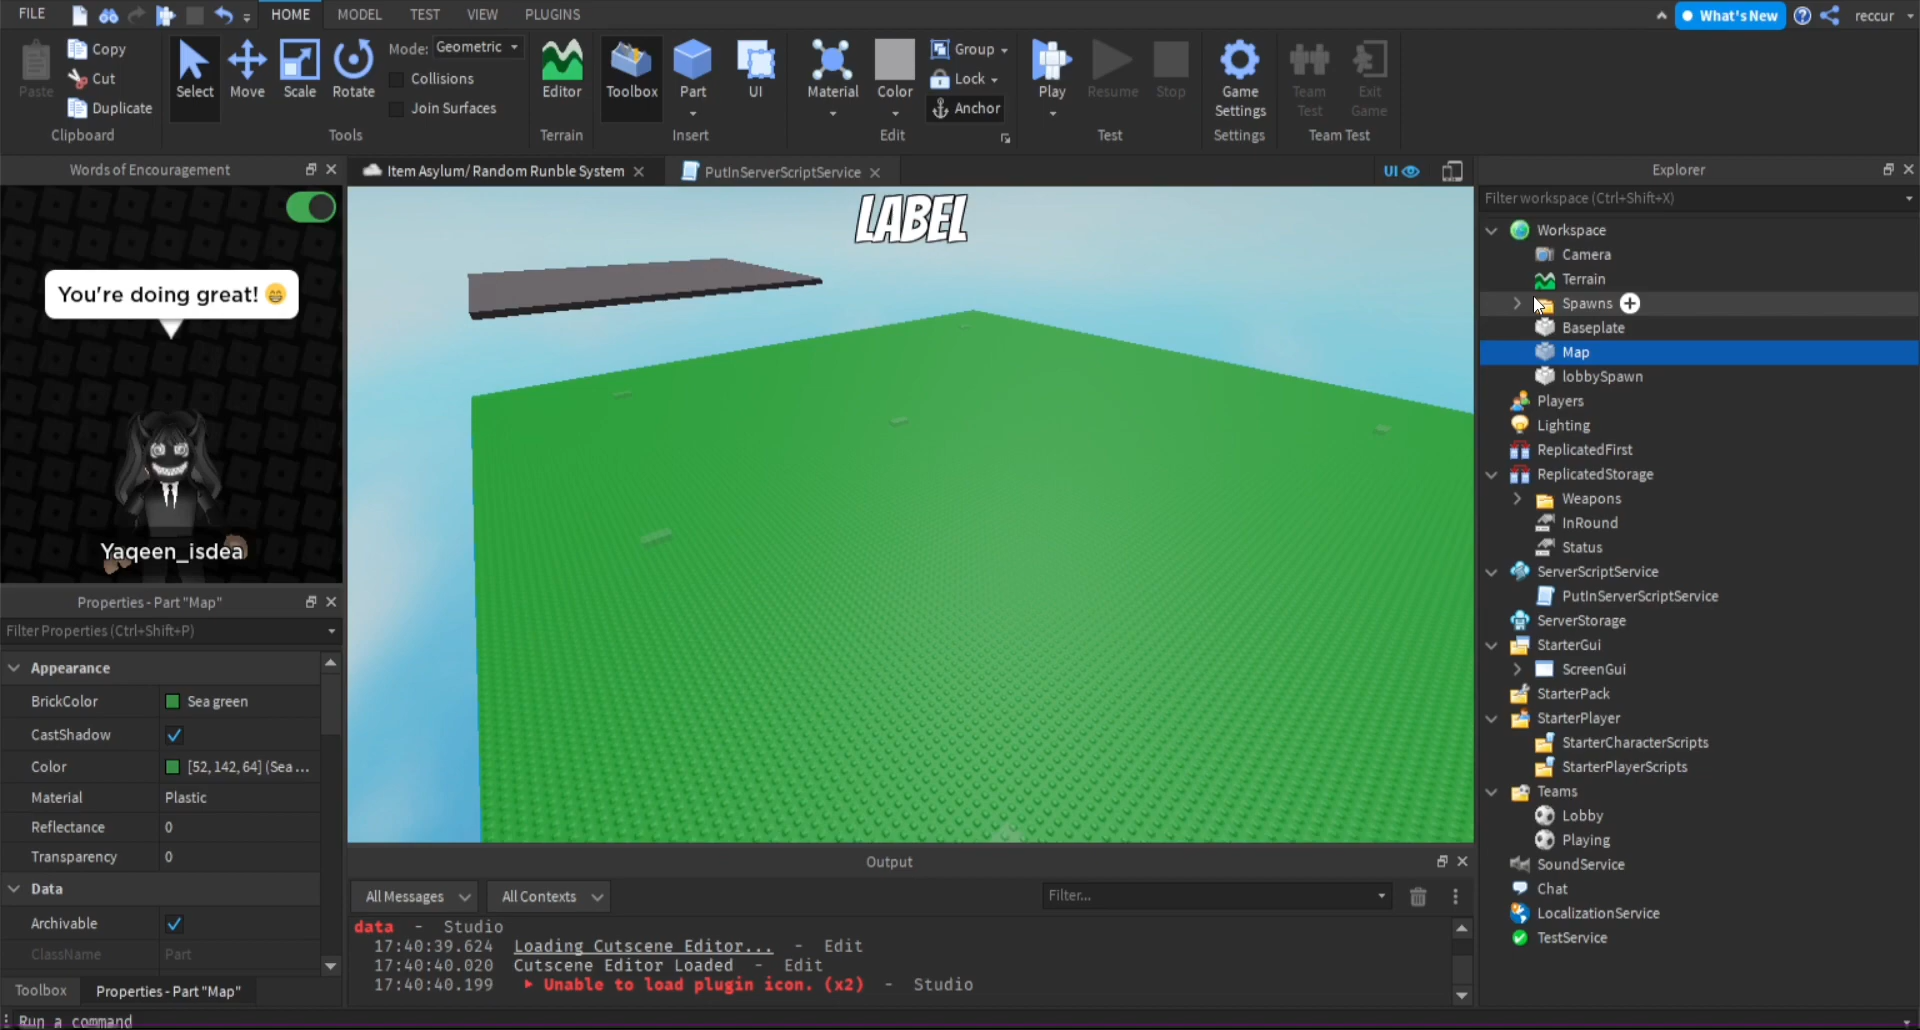 FILE
HOME
MODEL
TEST
VIEW
PLUGINS
What's New
reccur
Paste
Copy
Cut
Duplicate
Clipboard
Select
Move
Scale
Rotate
Mode: Geometric
Collisions
Join Surfaces
Tools
Editor
Terrain
Toolbox
Part
UI
Insert
Material
Color
Group
Lock
Anchor
Edit
Play
Resume
Stop
Test
Game
Settings
Settings
Team
Test
Exit
Game
Team Test
Words of Encouragement
You're doing great! 😁
Yaqeen_isdea
Item Asylum/ Random Runble System
PutInServerScriptService
UI
LABEL
Explorer
Filter workspace (Ctrl+Shift+X)
Workspace
Camera
Terrain
Spawns
Baseplate
Map
lobbySpawn
Players
Lighting
ReplicatedFirst
ReplicatedStorage
Weapons
InRound
Status
ServerScriptService
PutInServerScriptService
ServerStorage
StarterGui
ScreenGui
StarterPack
StarterPlayer
StarterCharacterScripts
StarterPlayerScripts
Teams
Lobby
Playing
SoundService
Chat
LocalizationService
TestService
Properties - Part "Map"
Filter Properties (Ctrl+Shift+P)
Appearance
BrickColor Sea green
CastShadow
Color [52, 142, 64] (Sea ...
Material Plastic
Reflectance 0
Transparency 0
Data
Archivable
ClassName Part
Toolbox
Properties - Part "Map"
Output
All Messages
All Contexts
Filter...
data - Studio
17:40:39.624 Loading Cutscene Editor... - Edit
17:40:40.020 Cutscene Editor Loaded - Edit
17:40:40.199 Unable to load plugin icon. (x2) - Studio
Run a command